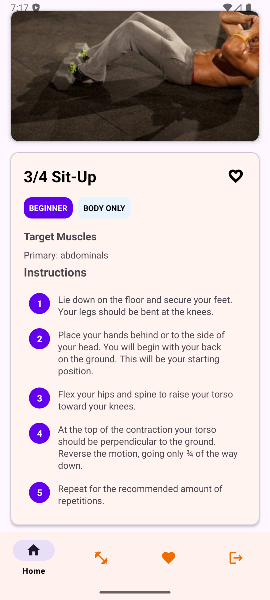 7:17
3/4 Sit-Up
BEGINNER
BODY ONLY
Target Muscles
Primary: abdominals
Instructions
1
Lie down on the floor and secure your feet.
Your legs should be bent at the knees.
2
Place your hands behind or to the side of
your head. You will begin with your back
on the ground. This will be your starting
position.
3
Flex your hips and spine to raise your torso
toward your knees.
4
At the top of the contraction your torso
should be perpendicular to the ground.
Reverse the motion, going only ¾ of the way
down.
5
Repeat for the recommended amount of
repetitions.
Home